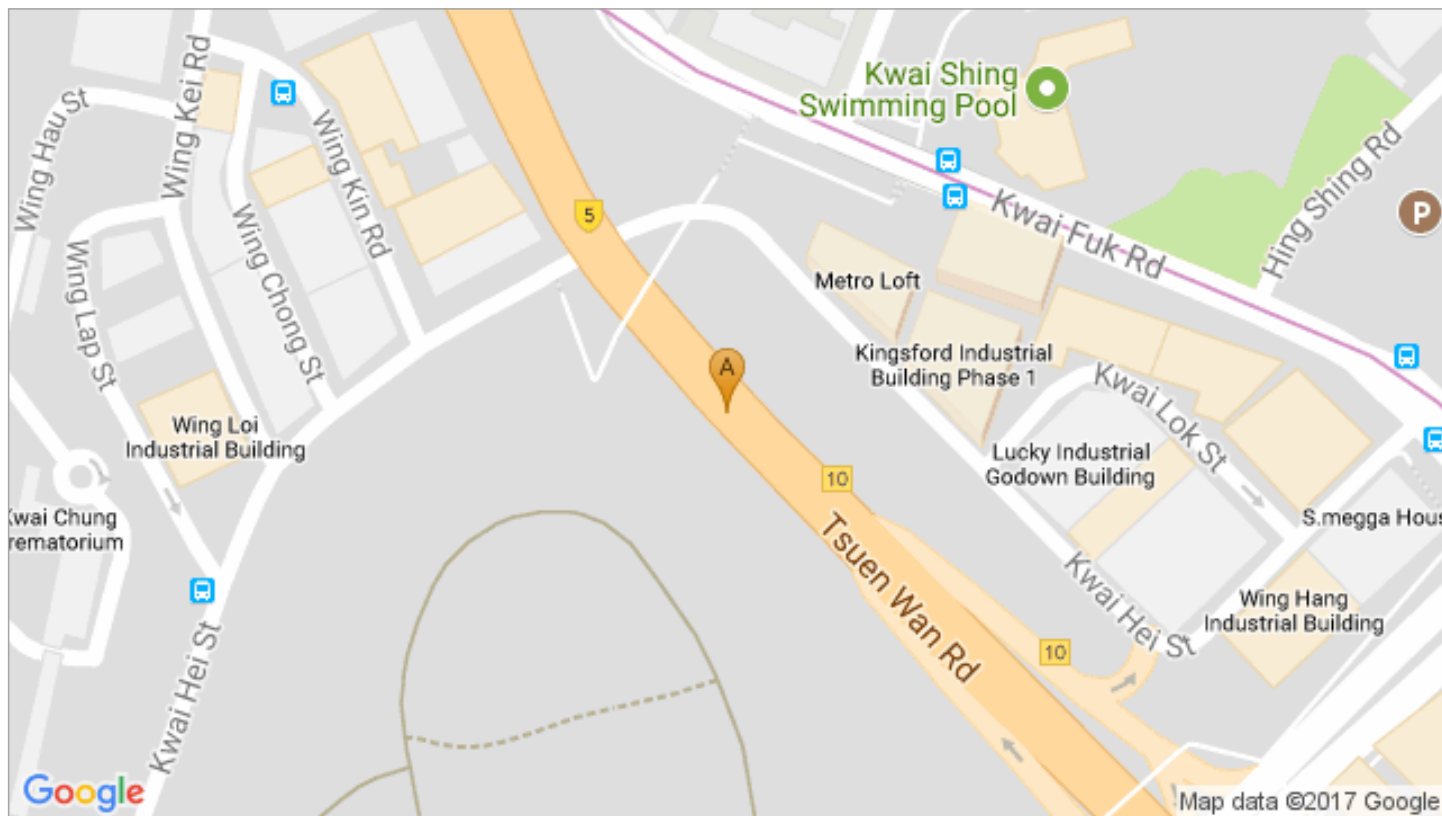 Kwai Shing
Swimming Pool
Wing Kei Rd
Wing Hau St
Wing Kin Rd
Hing Shing Rd
P
5
Kwai Fuk Rd
Wing Chong St
Wing Lap St
Metro Loft
A
Kingsford Industrial
Building Phase 1
Kwai Lok St
Wing Loi
Industrial Building
Lucky Industrial
Godown Building
10
Kwai Chung
rematorium
S.megga Hous
Tsuen Wan Rd
Kwai Hei St
Wing Hang
Industrial Building
10
Kwai Hei St
Google
Map data ©2017 Google